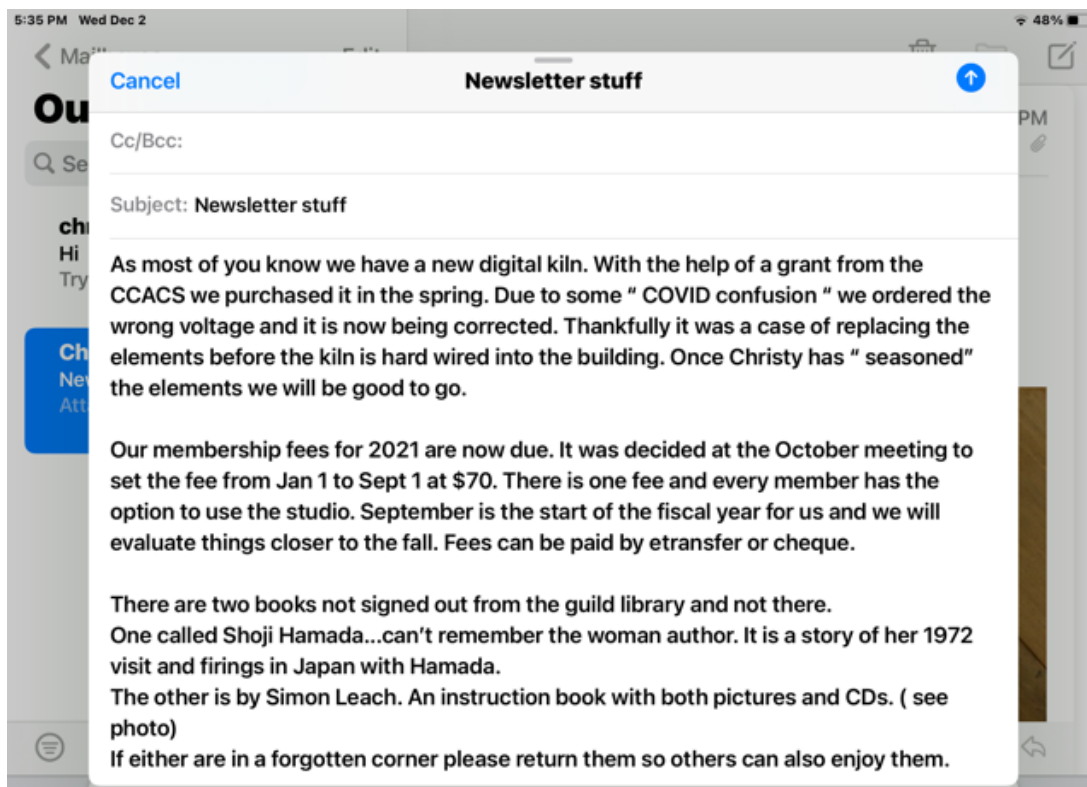 5:35 PM Wed Dec 2
48%
Cancel
Newsletter stuff
PM
Cc/Bcc:
Subject: Newsletter stuff
Hi
As most of you know we have a new digital kiln. With the help of a grant from the
CCACS we purchased it in the spring. Due to some “ COVID confusion “ we ordered the
wrong voltage and it is now being corrected. Thankfully it was a case of replacing the
elements before the kiln is hard wired into the building. Once Christy has “ seasoned”
the elements we will be good to go.
Our membership fees for 2021 are now due. It was decided at the October meeting to
set the fee from Jan 1 to Sept 1 at $70. There is one fee and every member has the
option to use the studio. September is the start of the fiscal year for us and we will
evaluate things closer to the fall. Fees can be paid by etransfer or cheque.
There are two books not signed out from the guild library and not there.
One called Shoji Hamada...can’t remember the woman author. It is a story of her 1972
visit and firings in Japan with Hamada.
The other is by Simon Leach. An instruction book with both pictures and CDs. ( see
photo)
If either are in a forgotten corner please return them so others can also enjoy them.